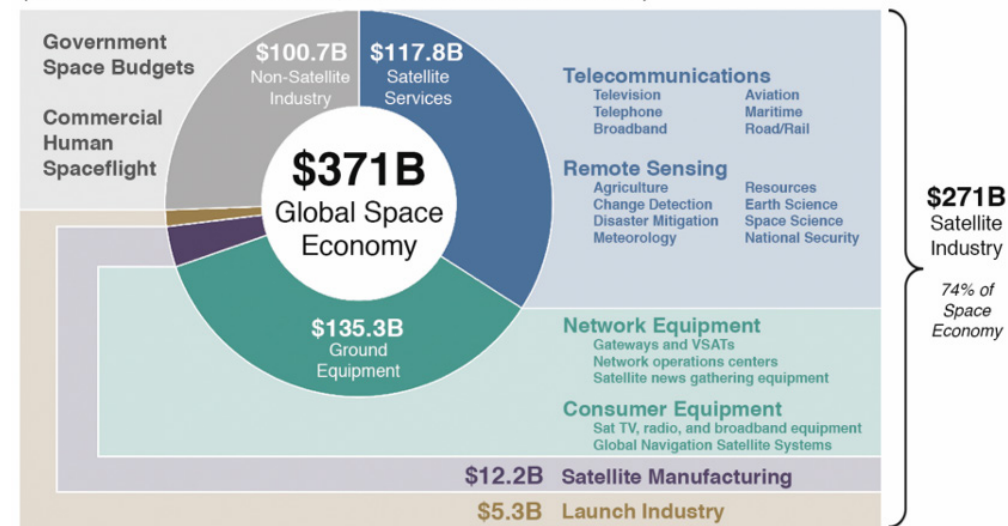 Government
Space Budgets
Commercial
Human
Spaceflight
$100.7B
Non-Satellite
Industry
$117.8B
Satellite
Services
$371B
Global Space
Economy
$135.3B
Ground
Equipment
Telecommunications
Television Aviation
Telephone Maritime
Broadband Road/Rail
Remote Sensing
Agriculture Resources
Change Detection Earth Science
Disaster Mitigation Space Science
Meteorology National Security
Network Equipment
Gateways and VSATs
Network operations centers
Satellite news gathering equipment
Consumer Equipment
Sat TV, radio, and broadband equipment
Global Navigation Satellite Systems
$12.2B Satellite Manufacturing
$5.3B Launch Industry
$271B
Satellite
Industry
74% of
Space
Economy